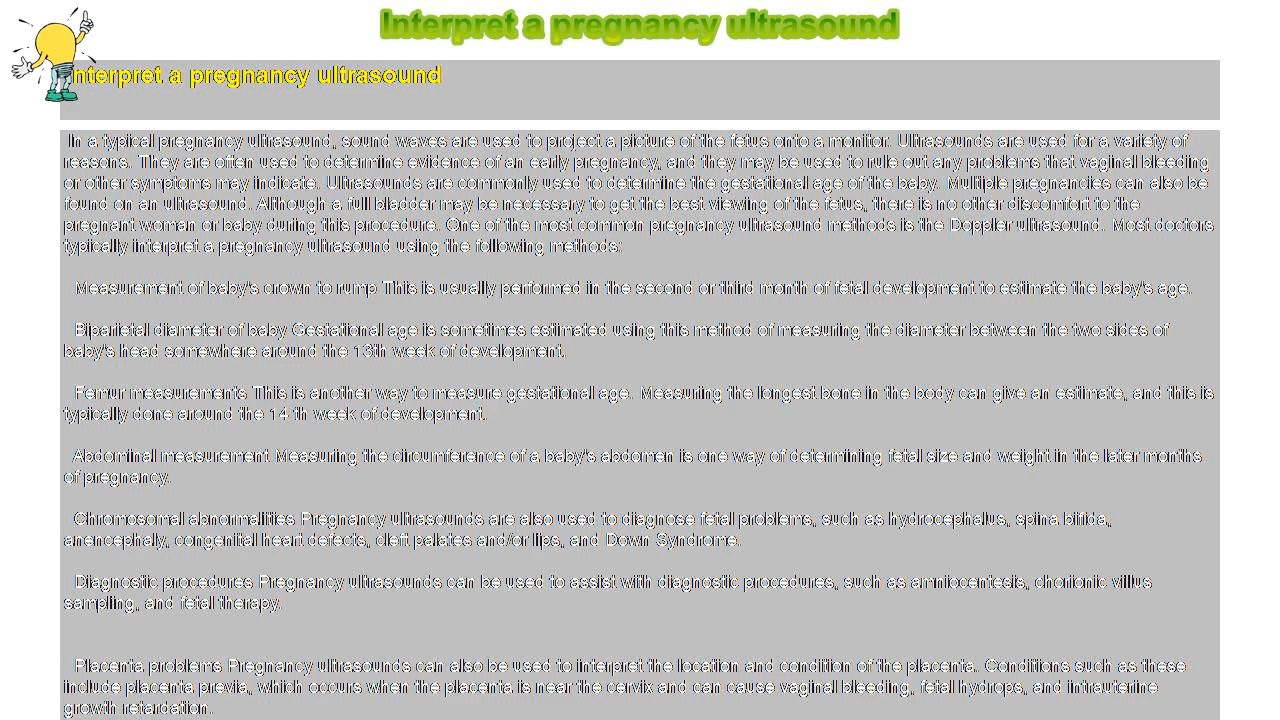 Interpret a pregnancy ultrasound
Interpret a pregnancy ultrasound
In a typical pregnancy ultrasound, sound waves are used to project a picture of the fetus onto a monitor. Ultrasounds are used for a variety of
reasons. They are often used to determine evidence of an early pregnancy, and they may be used to rule out any problems that vaginal bleeding
or other symptoms may indicate. Ultrasounds are commonly used to determine the gestational age of the baby. Multiple pregnancies can also be
found on an ultrasound. Although a full bladder may be necessary to get the best viewing of the fetus, there is no other discomfort to the
pregnant woman or baby during this procedure. One of the most common pregnancy ultrasound methods is the Doppler ultrasound. Most doctors
typically interpret a pregnancy ultrasound using the following methods:
Measurement of baby's crown to rump This is usually performed in the second or third month of fetal development to estimate the baby's age.
Biparietal diameter of baby Gestational age is sometimes estimated using this method of measuring the diameter between the two sides of
baby's head somewhere around the 13th week of development.
Femur measurements This is another way to measure gestational age. Measuring the longest bone in the body can give an estimate, and this is
typically done around the 14 th week of development.
Abdominal measurement Measuring the circumference of a baby's abdomen is one way of determining fetal size and weight in the later months
of pregnancy.
Chromosomal abnormalities Pregnancy ultrasounds are also used to diagnose fetal problems, such as hydrocephalus, spina bifida,
anencephaly, congenital heart defects, cleft palates and/or lips, and Down Syndrome.
Diagnostic procedures Pregnancy ultrasounds can be used to assist with diagnostic procedures, such as amniocentesis, chorionic villus
sampling, and fetal therapy.
Placenta problems Pregnancy ultrasounds can also be used to interpret the location and condition of the placenta. Conditions such as these
include placenta previa, which occurs when the placenta is near the cervix and can cause vaginal bleeding, fetal hydrops, and intrauterine
growth retardation.